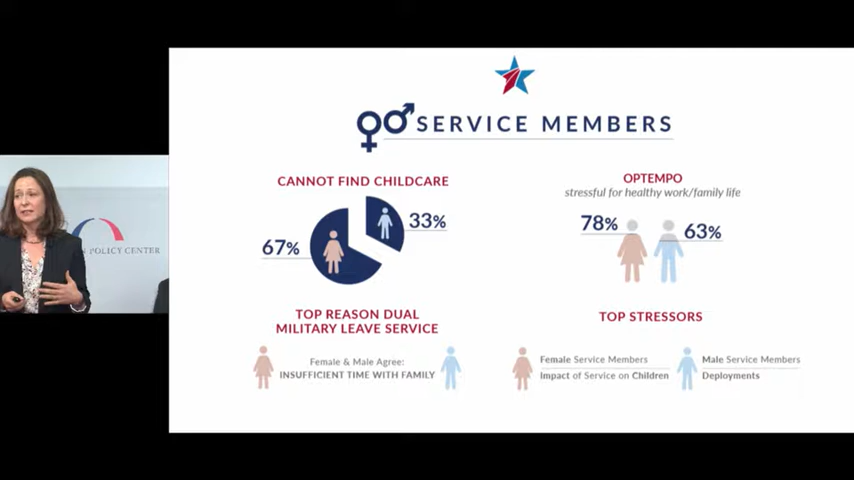 SERVICE MEMBERS
CANNOT FIND CHILDCARE
67%
33%
OPTEMPO
stressful for healthy work/family life
78%
63%
TOP REASON DUAL
MILITARY LEAVE SERVICE
Female & Male Agree:
INSUFFICIENT TIME WITH FAMILY
TOP STRESSORS
Female Service Members
Impact of Service on Children
Male Service Members
Deployments
N POLICY CENTER